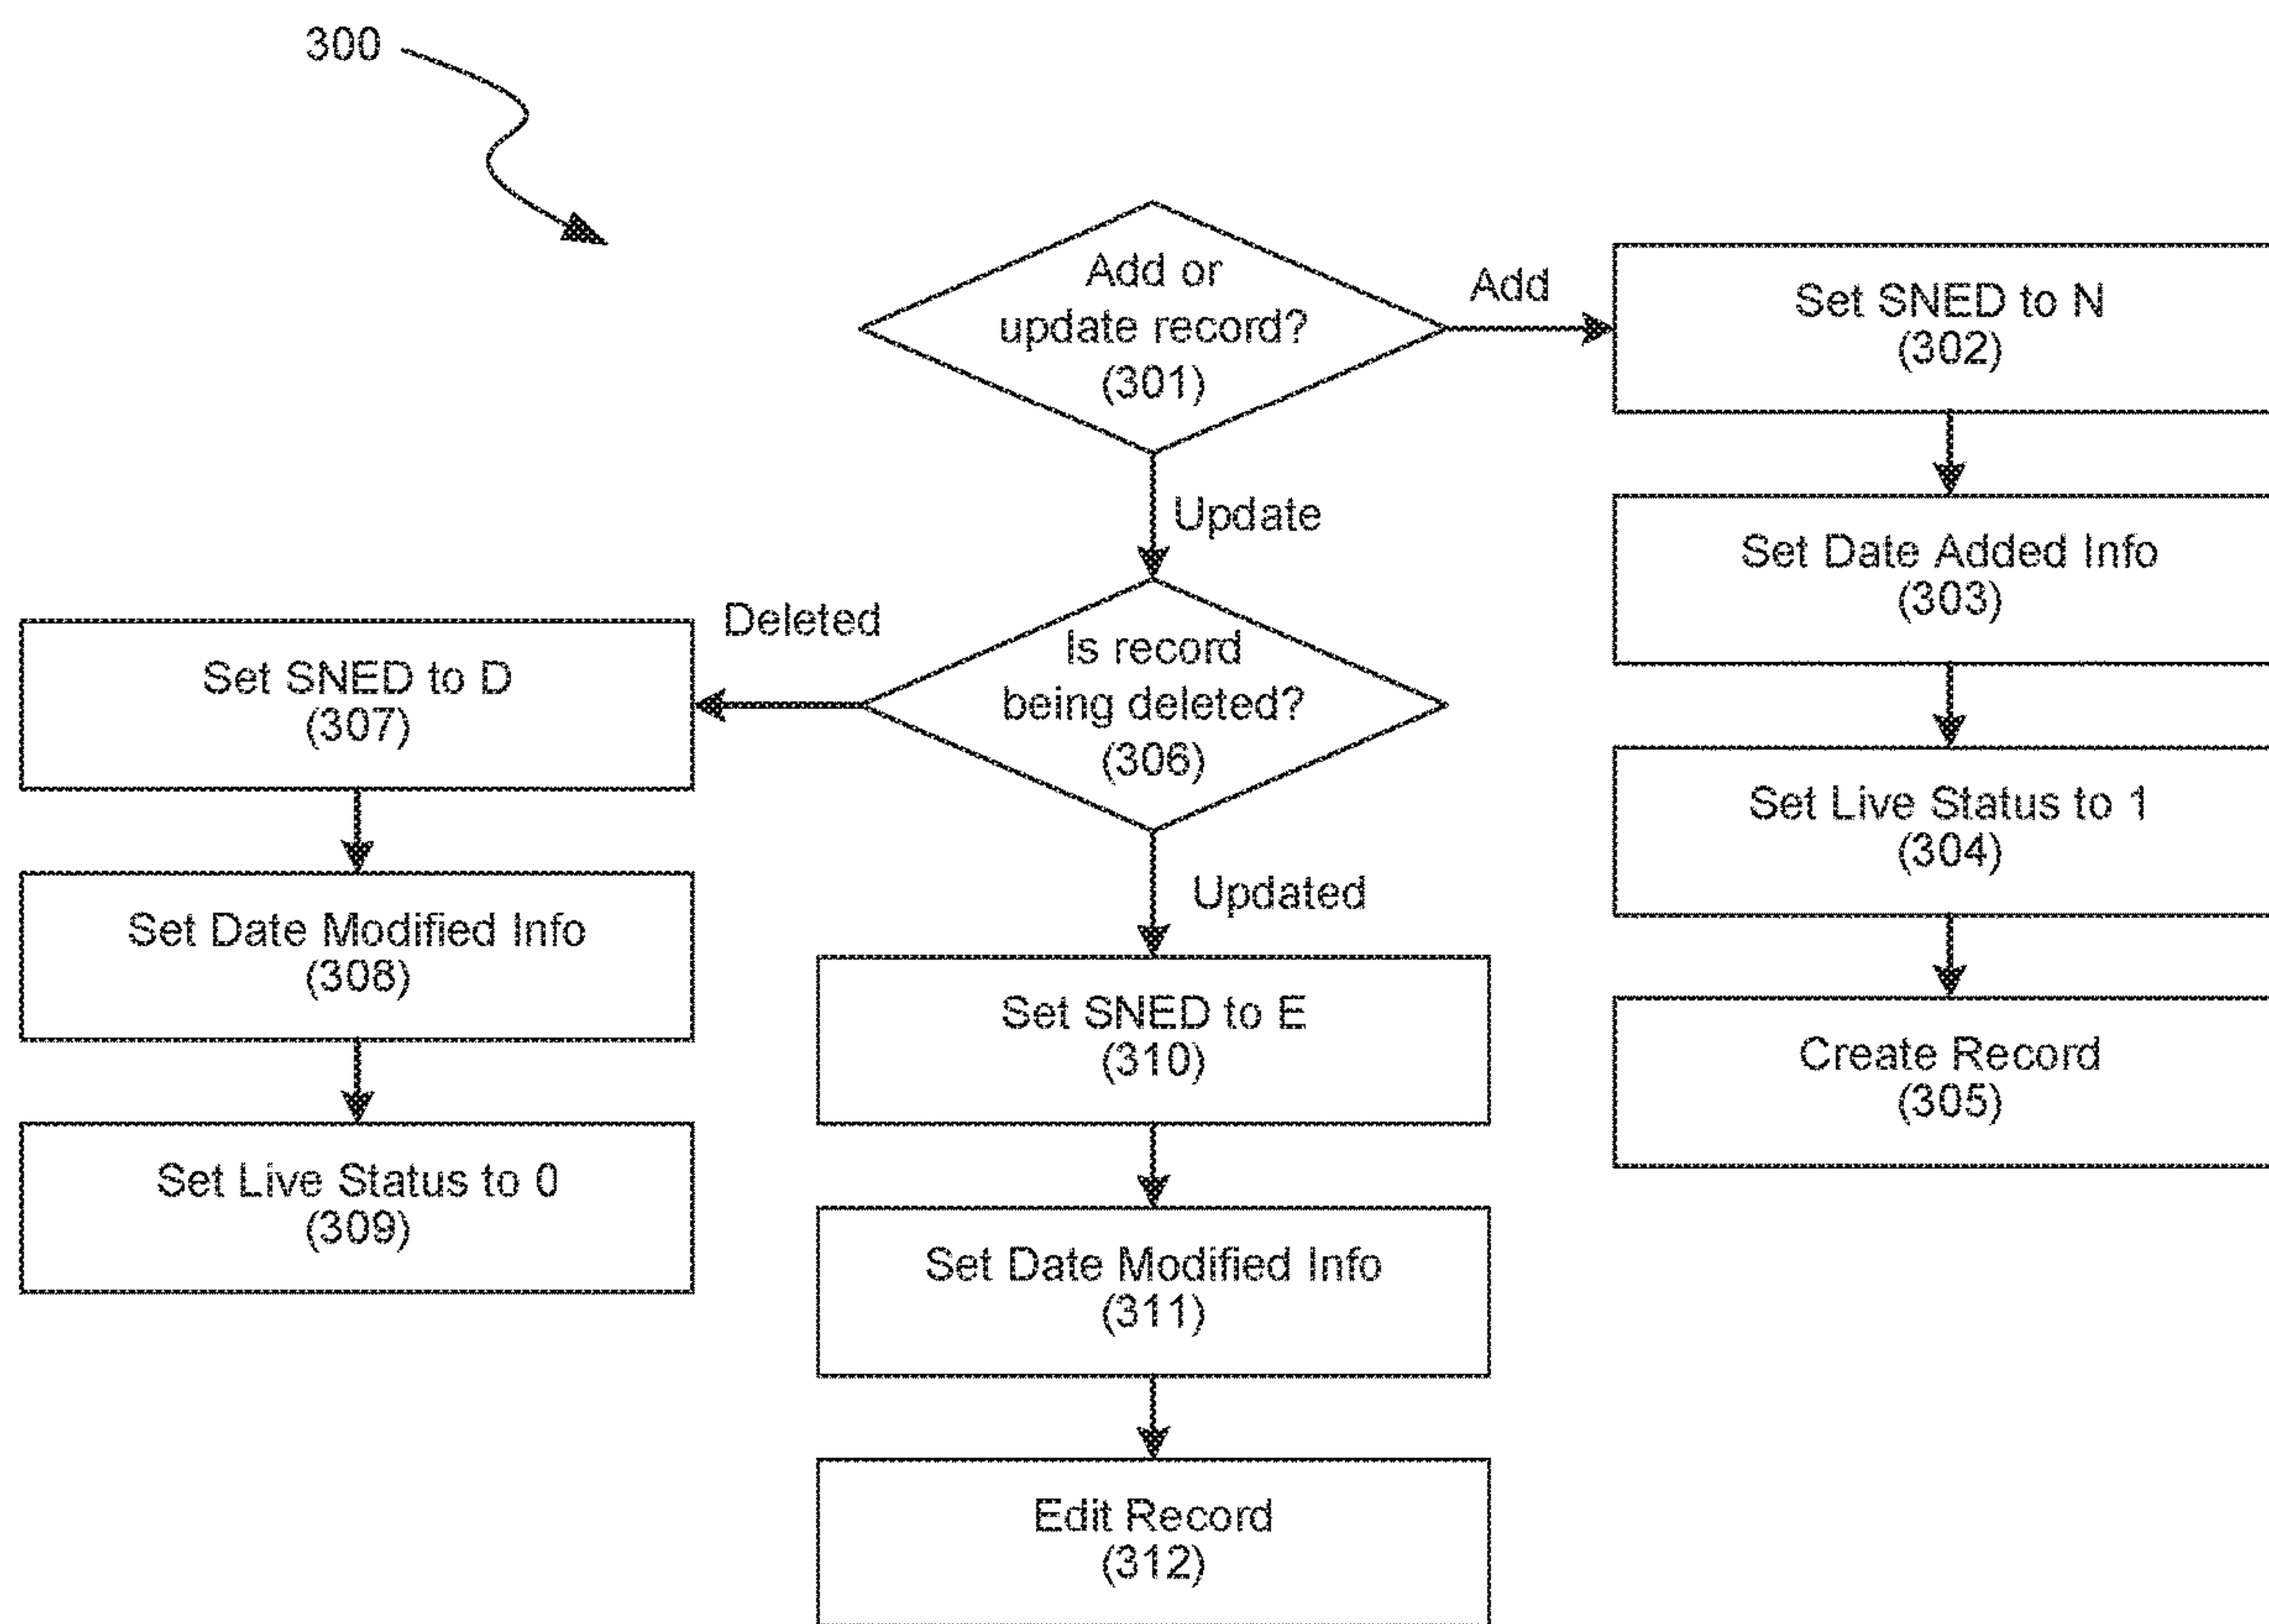 300
Add or
update record?
(301)
Add
Set SNED to N
(302)
Update
Set Date Added Info
(303)
Deleted
Is record
being deleted?
(306)
Set SNED to D
(307)
Set Live Status to 1
(304)
Updated
Set Date Modified Info
(308)
Set SNED to E
(310)
Create Record
(305)
Set Live Status to 0
(309)
Set Date Modified Info
(311)
Edit Record
(312)